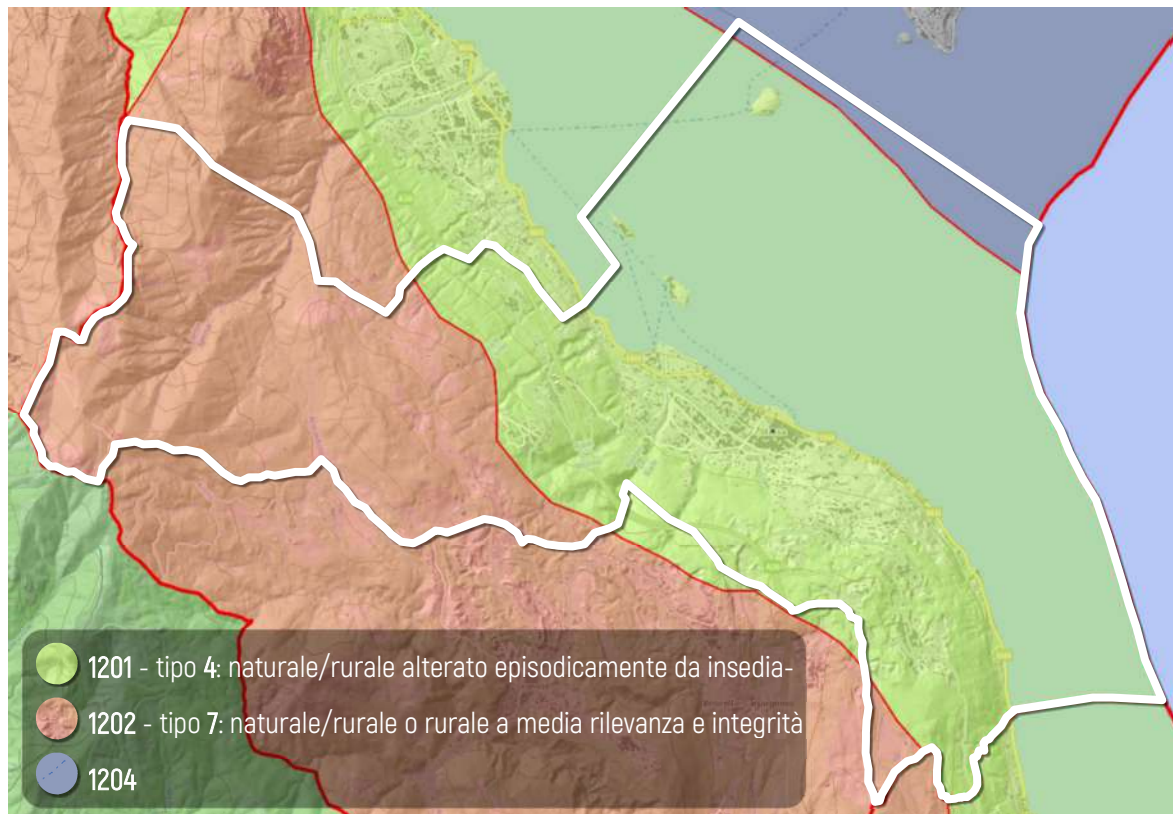 1201 - tipo 4: naturale/rurale alterato episodicamente da insedia-
1202 - tipo 7: naturale/rurale o rurale a media rilevanza e integrità
1204